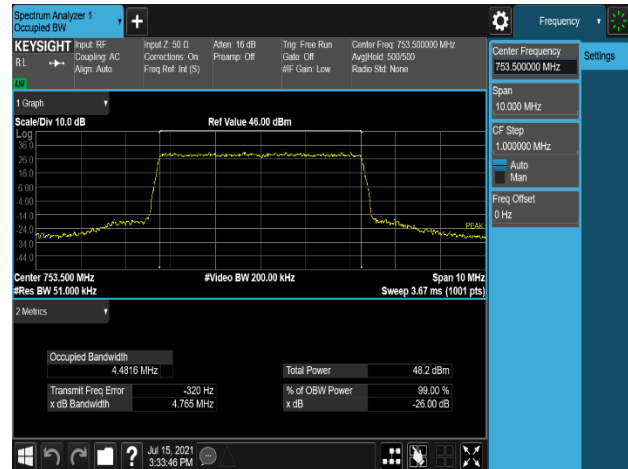 Spectrum Analyzer 1
Occupied BW
Frequency
KEYSIGHT
RL
Input: RF
Coupling: AC
Align: Auto
Input Z: 50 Ω
Corrections: On
Freq Ref: Int (S)
Atten: 16 dB
Preamp: Off
Trig: Free Run
Gate: Off
#IF Gain: Low
Center Freq: 753.500000 MHz
Avg|Hold: 500/500
Radio Std: None
Center Frequency
753.500000 MHz
Settings
Span
10.000 MHz
CF Step
1.000000 MHz
Auto
Man
Freq Offset
0 Hz
1 Graph
Scale/Div 10.0 dB
Ref Value 46.00 dBm
Log
36.0
26.0
16.0
6.00
-4.00
-14.0
-24.0
-34.0
-44.0
PEAK
Center 753.500 MHz
#Video BW 200.00 kHz
Span 10 MHz
#Res BW 51.000 kHz
Sweep 3.67 ms (1001 pts)
2 Metrics
Occupied Bandwidth
4.4816 MHz
Total Power
48.2 dBm
Transmit Freq Error
-320 Hz
% of OBW Power
99.00 %
x dB Bandwidth
4.765 MHz
x dB
-26.00 dB
?
Jul 15, 2021
3:33:46 PM